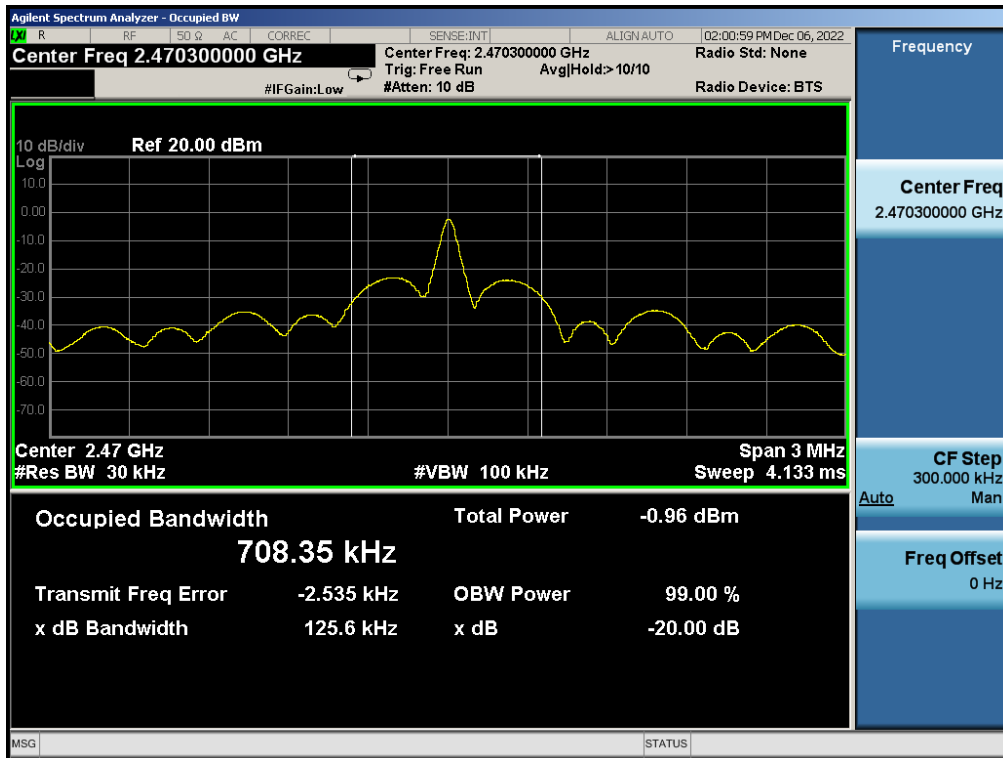 Agilent Spectrum Analyzer - Occupied BW
LXI R RF 50 Ω AC CORREC SENSE:INT ALIGN AUTO 02:00:59 PM Dec 06, 2022
Center Freq 2.470300000 GHz
Center Freq: 2.470300000 GHz Radio Std: None
Trig: Free Run Avg|Hold:>10/10
#IFGain:Low #Atten: 10 dB Radio Device: BTS
10 dB/div Ref 20.00 dBm
Log
10.0
0.00
-10.0
-20.0
-30.0
-40.0
-50.0
-60.0
-70.0
Center 2.47 GHz Span 3 MHz
#Res BW 30 kHz #VBW 100 kHz Sweep 4.133 ms
Occupied Bandwidth Total Power -0.96 dBm
708.35 kHz
Transmit Freq Error -2.535 kHz OBW Power 99.00 %
x dB Bandwidth 125.6 kHz x dB -20.00 dB
MSG STATUS
Frequency
Center Freq
2.470300000 GHz
CF Step
300.000 kHz
Auto Man
Freq Offset
0 Hz